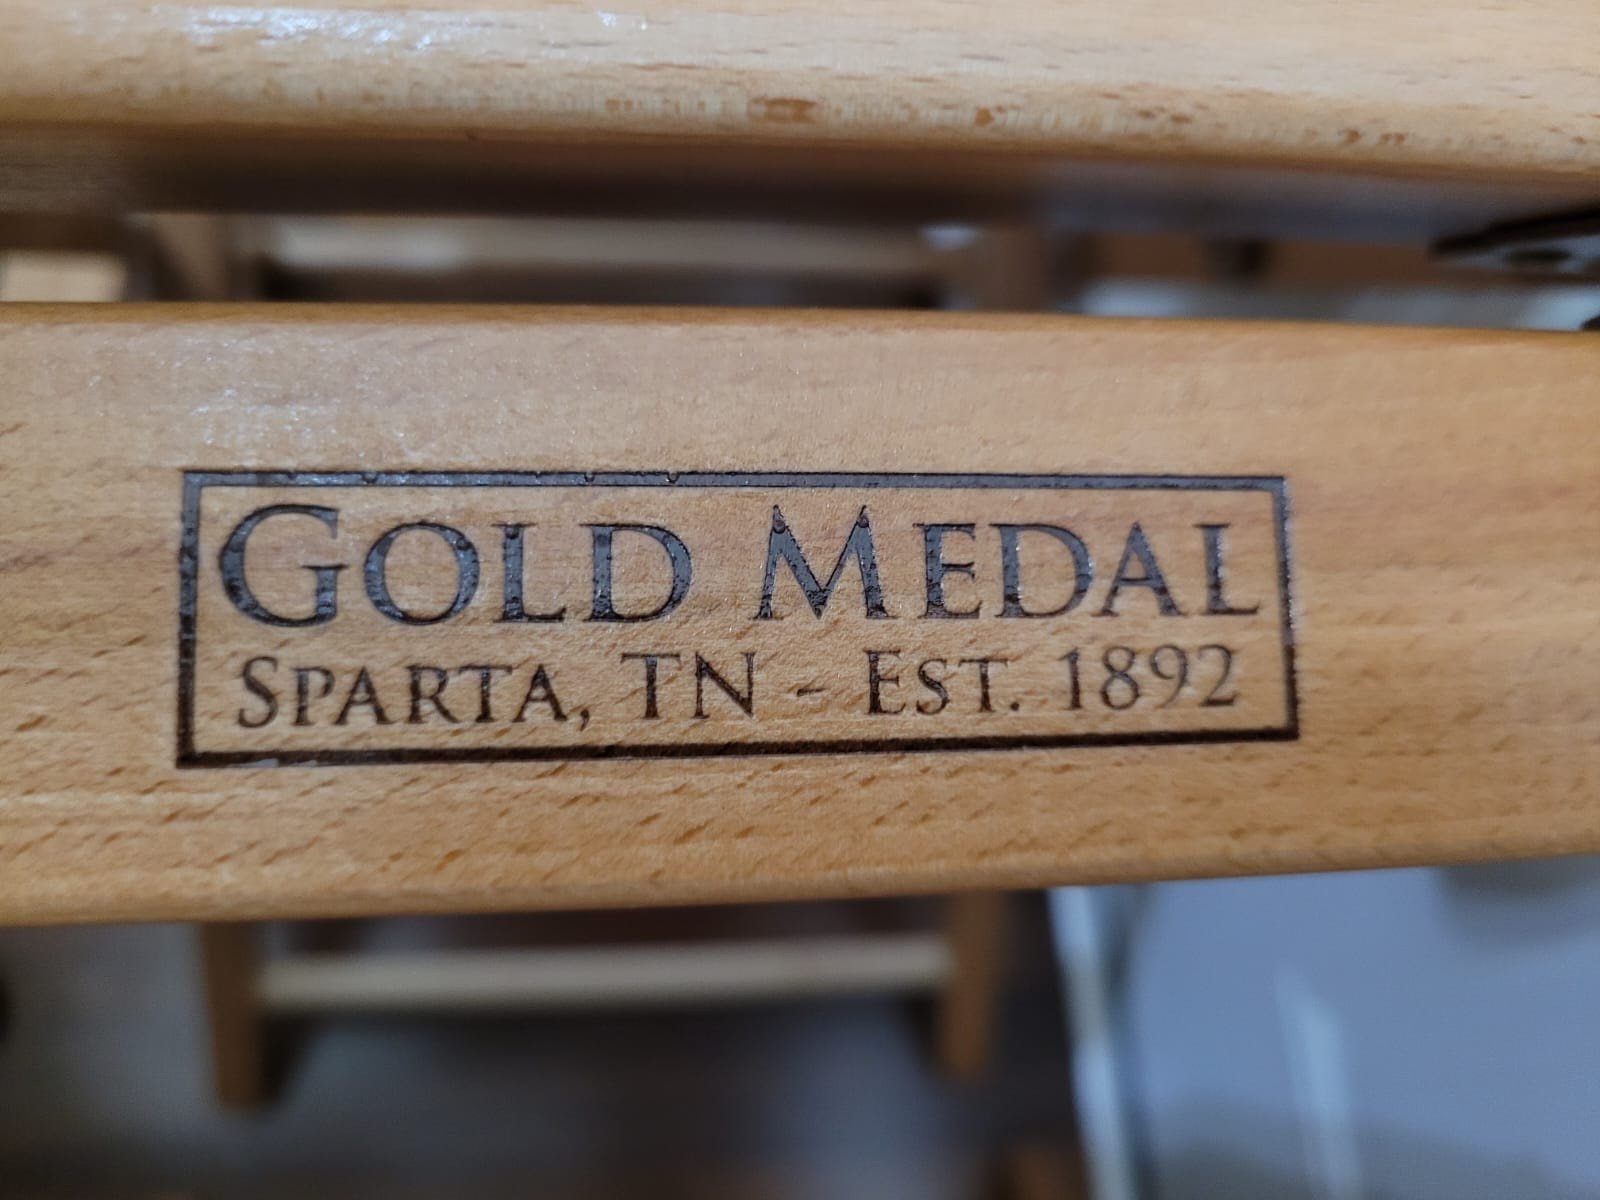 GOLD MEDAL
SPARTA, TN - EST. 1892